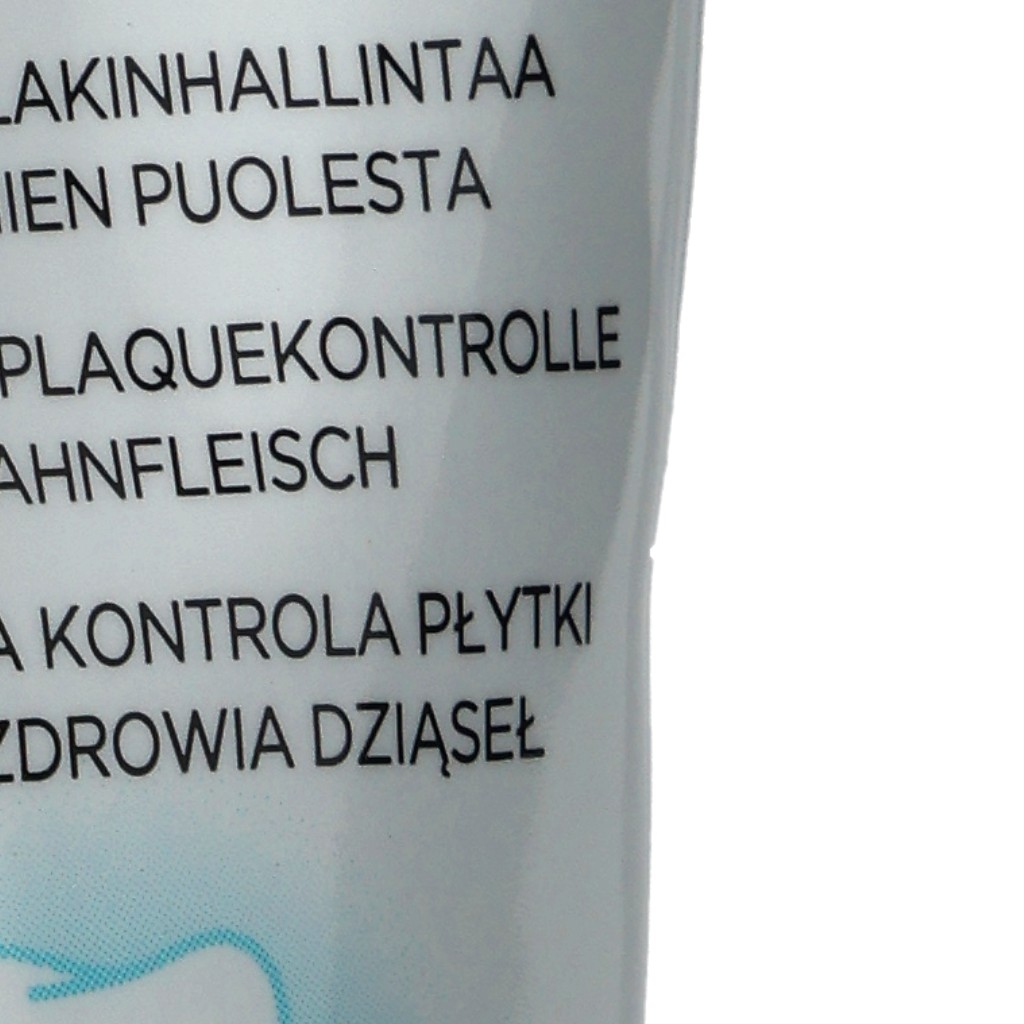 LAKINHALLINTAA
IEN PUOLESTA
PLAQUEKONTROLLE
AHNFLEISCH
A KONTROLA PŁYTKI
ZDROWIA DZIĄSEŁ